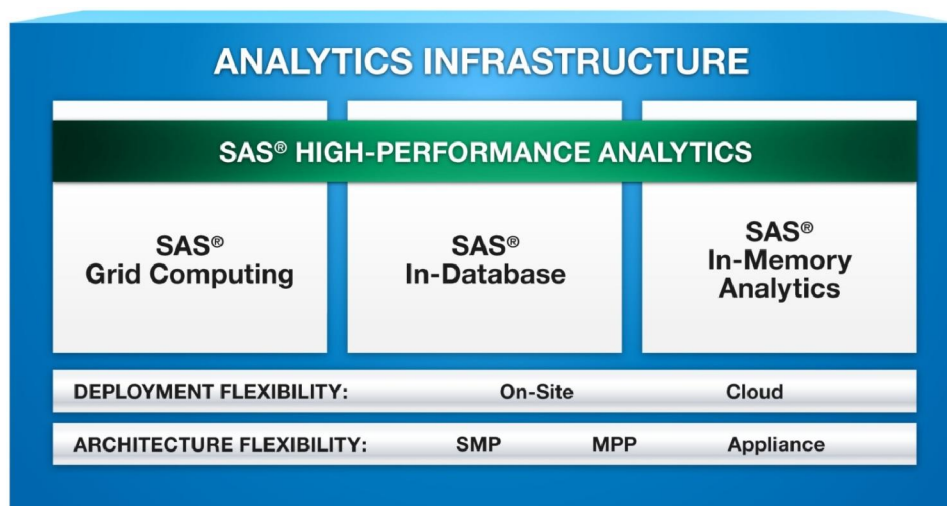 ANALYTICS INFRASTRUCTURE
SAS® HIGH-PERFORMANCE ANALYTICS
SAS®
Grid Computing
SAS®
In-Database
SAS®
In-Memory
Analytics
DEPLOYMENT FLEXIBILITY: On-Site Cloud
ARCHITECTURE FLEXIBILITY: SMP MPP Appliance